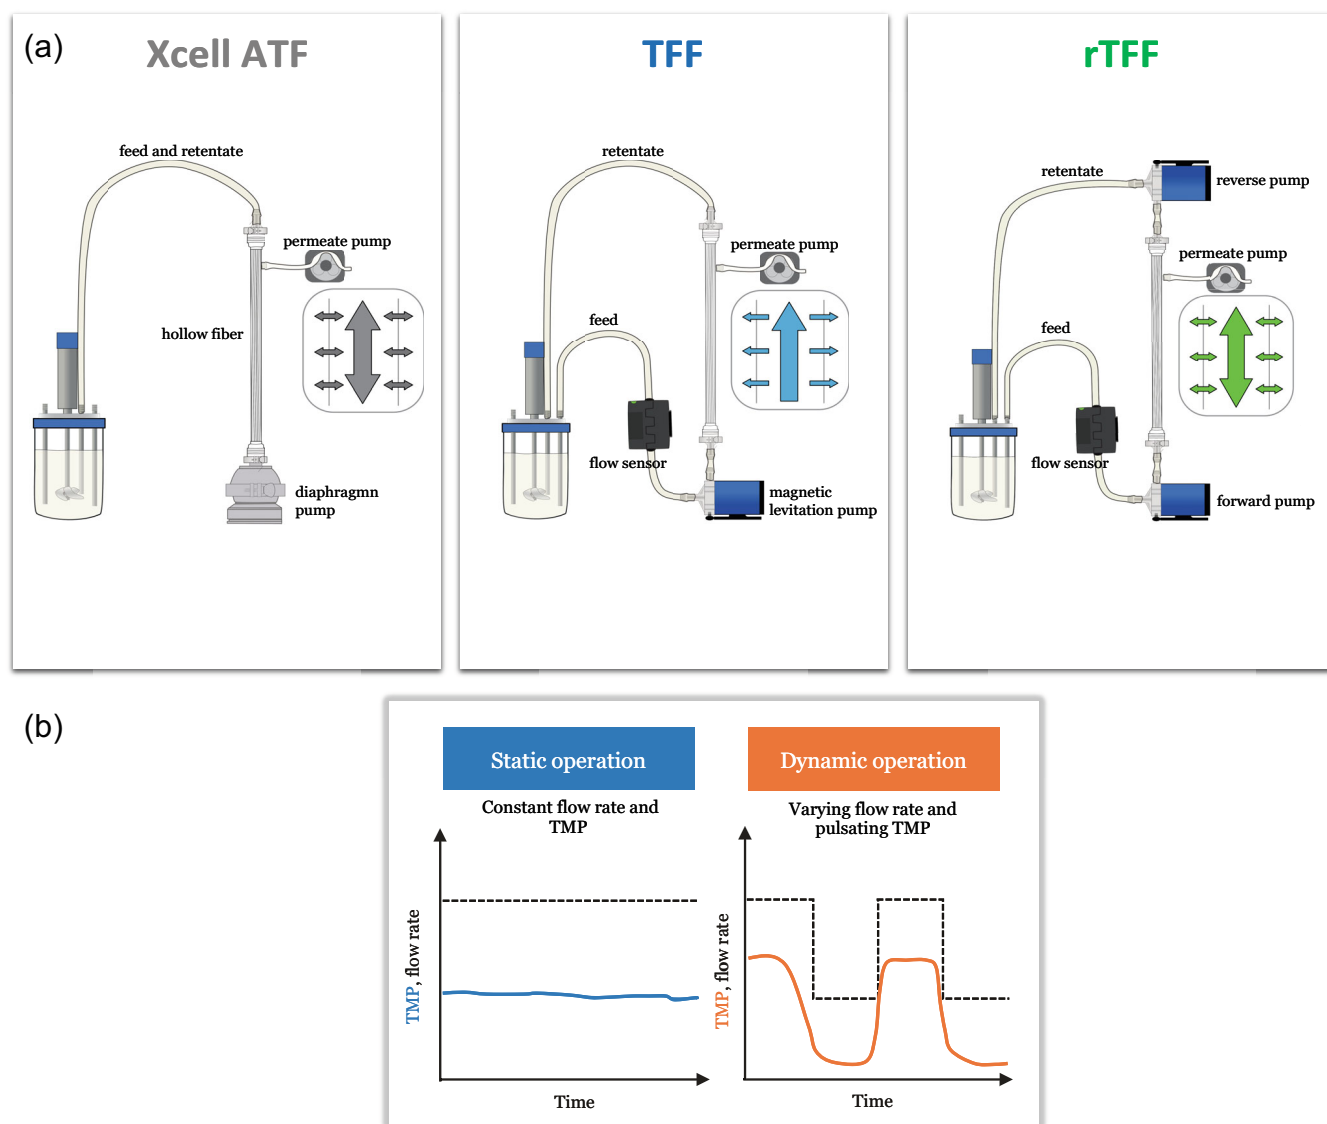 (a)
Xcell ATF
feed and retentate
permeate pump
hollow fiber
diaphragmn
pump
TFF
retentate
permeate pump
feed
flow sensor
magnetic
levitation pump
rTFF
retentate
reverse pump
permeate pump
feed
flow sensor
forward pump
(b)
Static operation
Constant flow rate and
TMP
TMP, flow rate
Time
Dynamic operation
Varying flow rate and
pulsating TMP
TMP, flow rate
Time